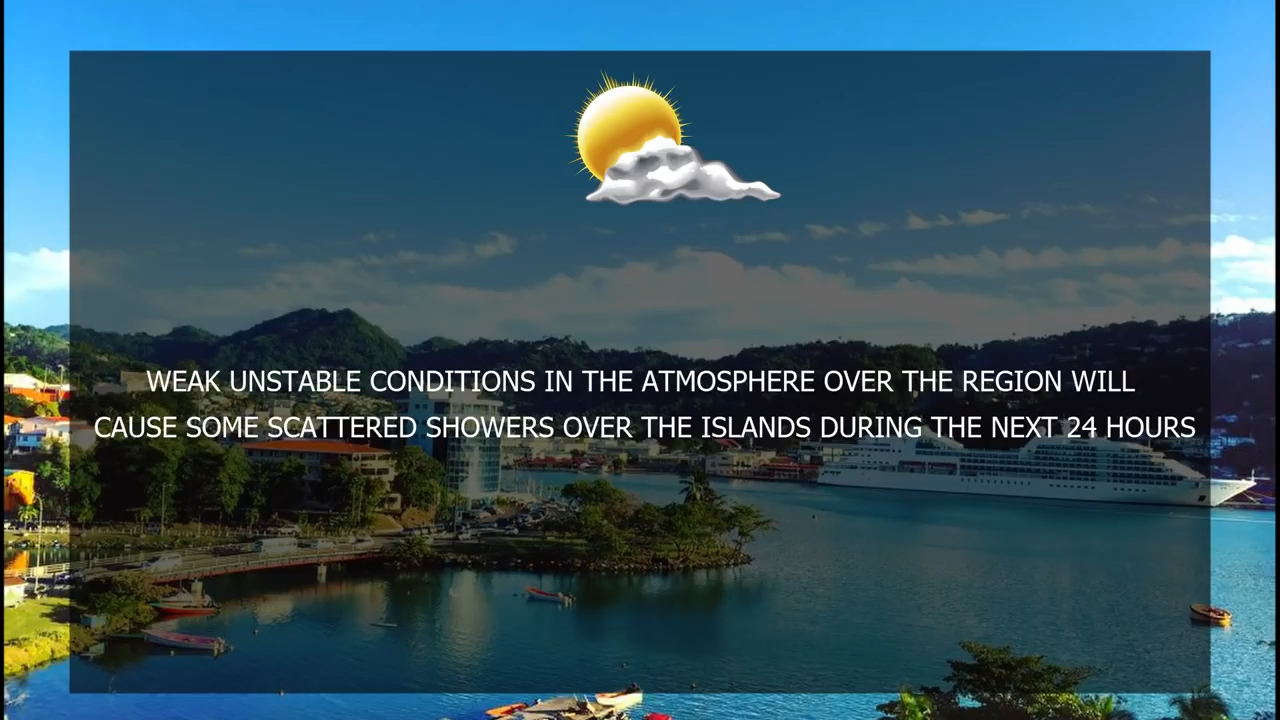 WEAK UNSTABLE CONDITIONS IN THE ATMOSPHERE OVER THE REGION WILL
CAUSE SOME SCATTERED SHOWERS OVER THE ISLANDS DURING THE NEXT 24 HOURS